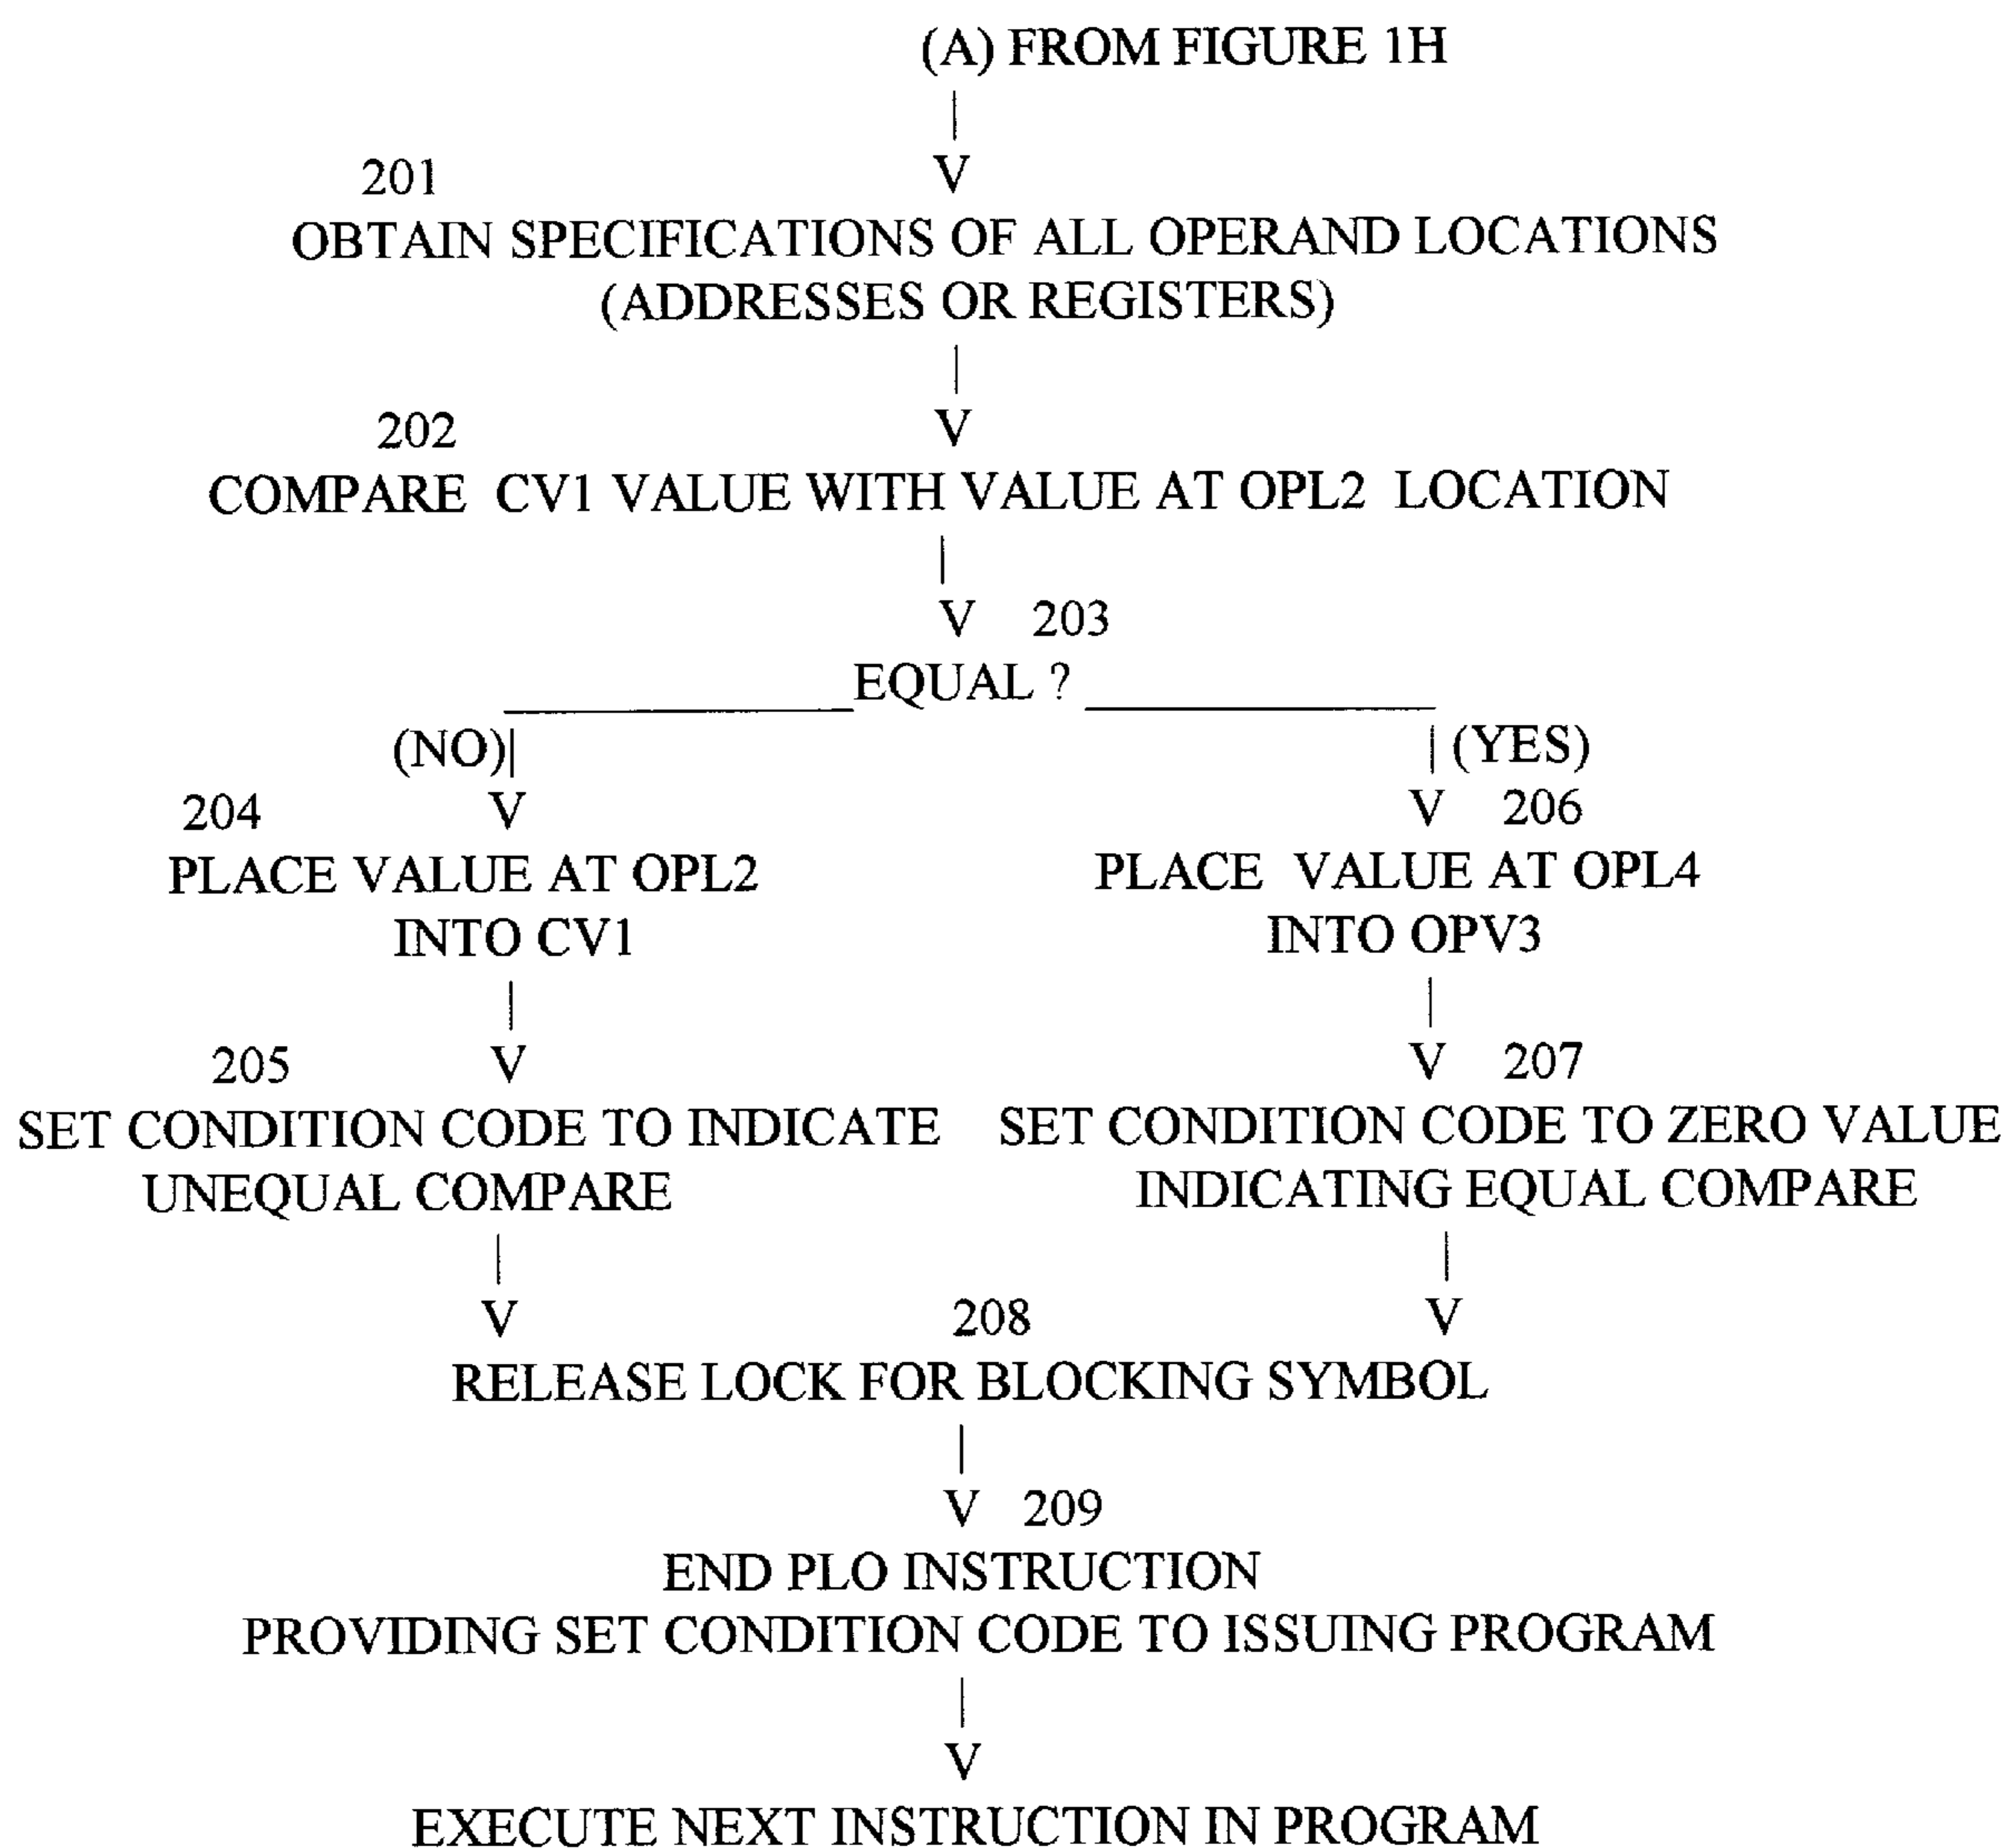 (A) FROM FIGURE 1H
|
V
201
OBTAIN SPECIFICATIONS OF ALL OPERAND LOCATIONS
(ADDRESSES OR REGISTERS)
|
V
202
COMPARE CV1 VALUE WITH VALUE AT OPL2 LOCATION
|
V 203
EQUAL ?
(NO)| | (YES)
204 V V 206
PLACE VALUE AT OPL2 PLACE VALUE AT OPL4
INTO CV1 INTO OPV3
| |
205 V V 207
SET CONDITION CODE TO INDICATE SET CONDITION CODE TO ZERO VALUE
UNEQUAL COMPARE INDICATING EQUAL COMPARE
| |
V 208 V
RELEASE LOCK FOR BLOCKING SYMBOL
|
V 209
END PLO INSTRUCTION
PROVIDING SET CONDITION CODE TO ISSUING PROGRAM
|
V
EXECUTE NEXT INSTRUCTION IN PROGRAM